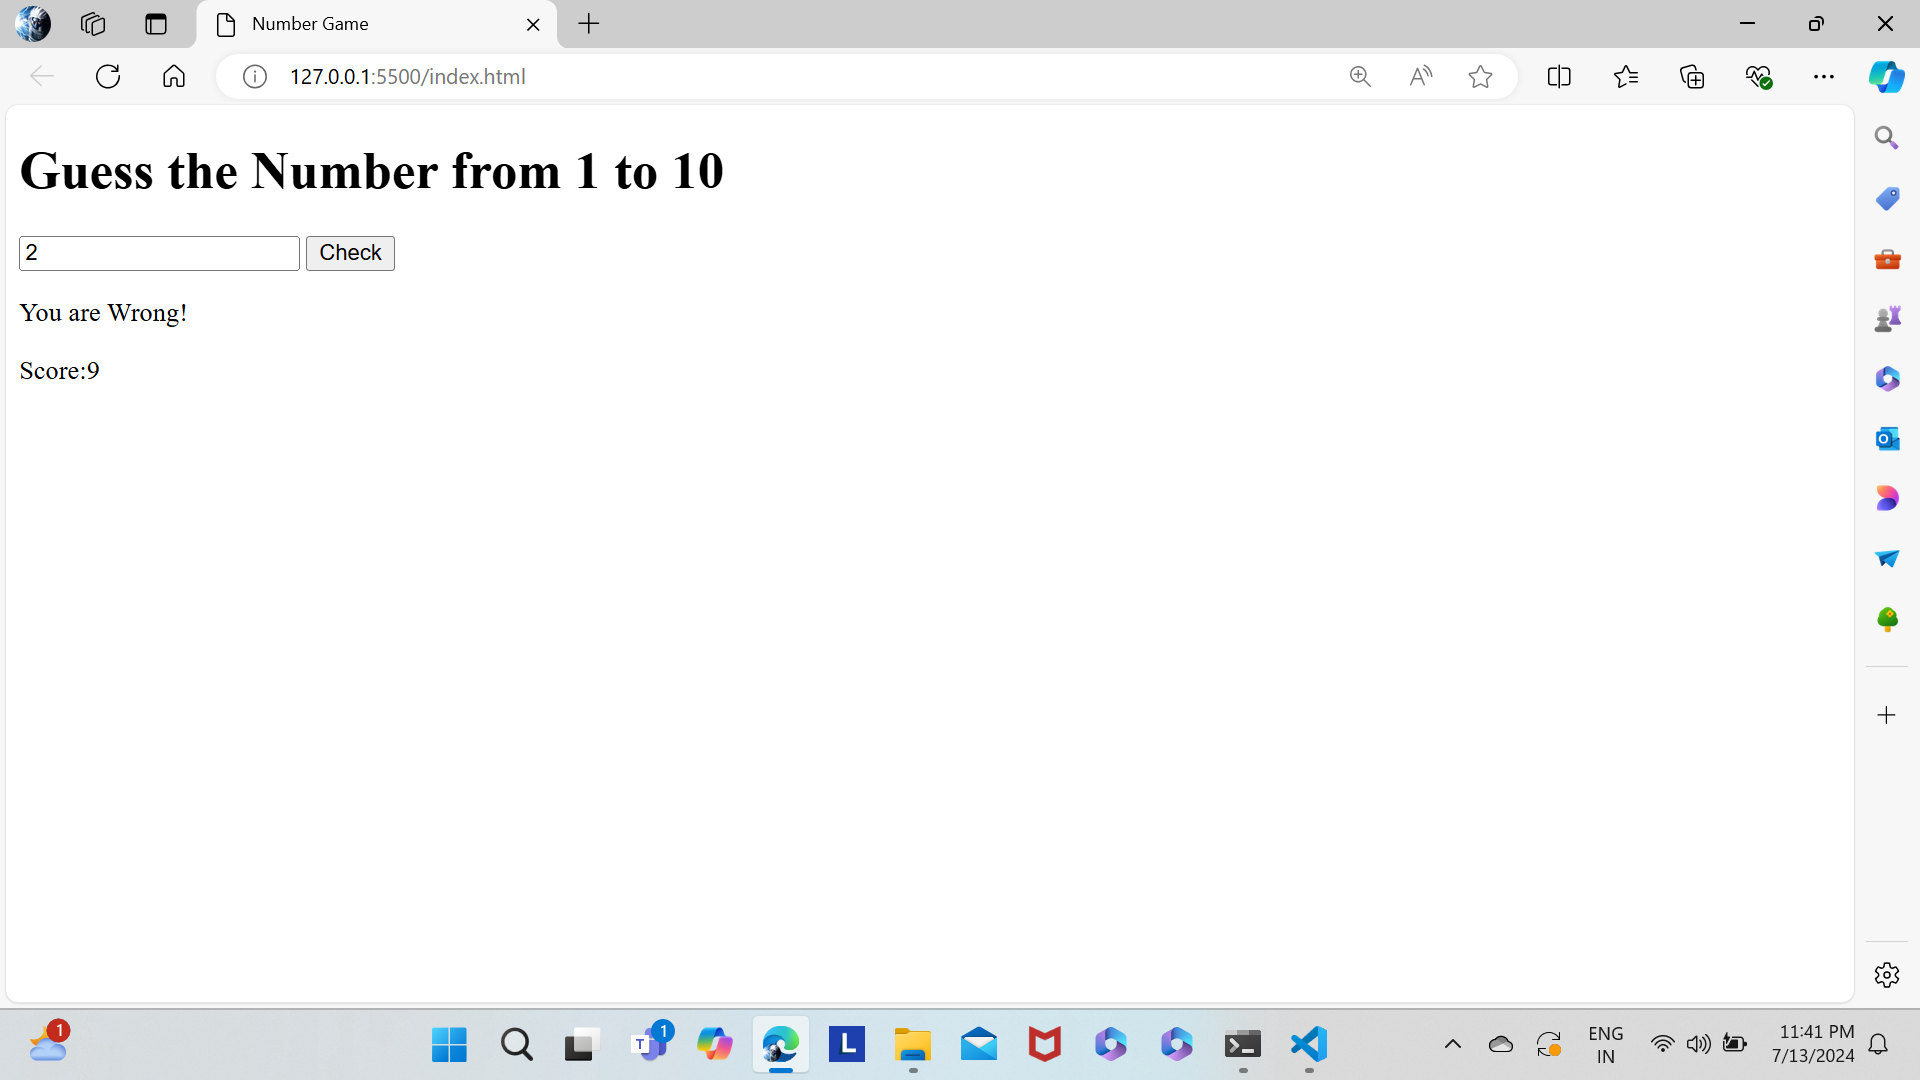 Number Game
127.0.0.1:5500/index.html
Guess the Number from 1 to 10
2 Check
You are Wrong!
Score:9
1
1
T
L
ENG
IN
11:41 PM
7/13/2024